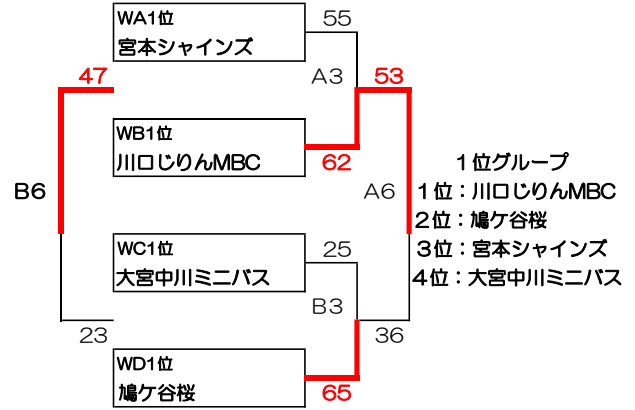 WA1位
宮本シャインズ
55
A3
47
53
WB1位
川口じりんMBC
62
B6
A6
1位グループ
1位：川口じりんMBC
2位：鳩ケ谷桜
3位：宮本シャインズ
4位：大宮中川ミニバス
WC1位
大宮中川ミニバス
25
B3
23
36
WD1位
鳩ケ谷桜
65